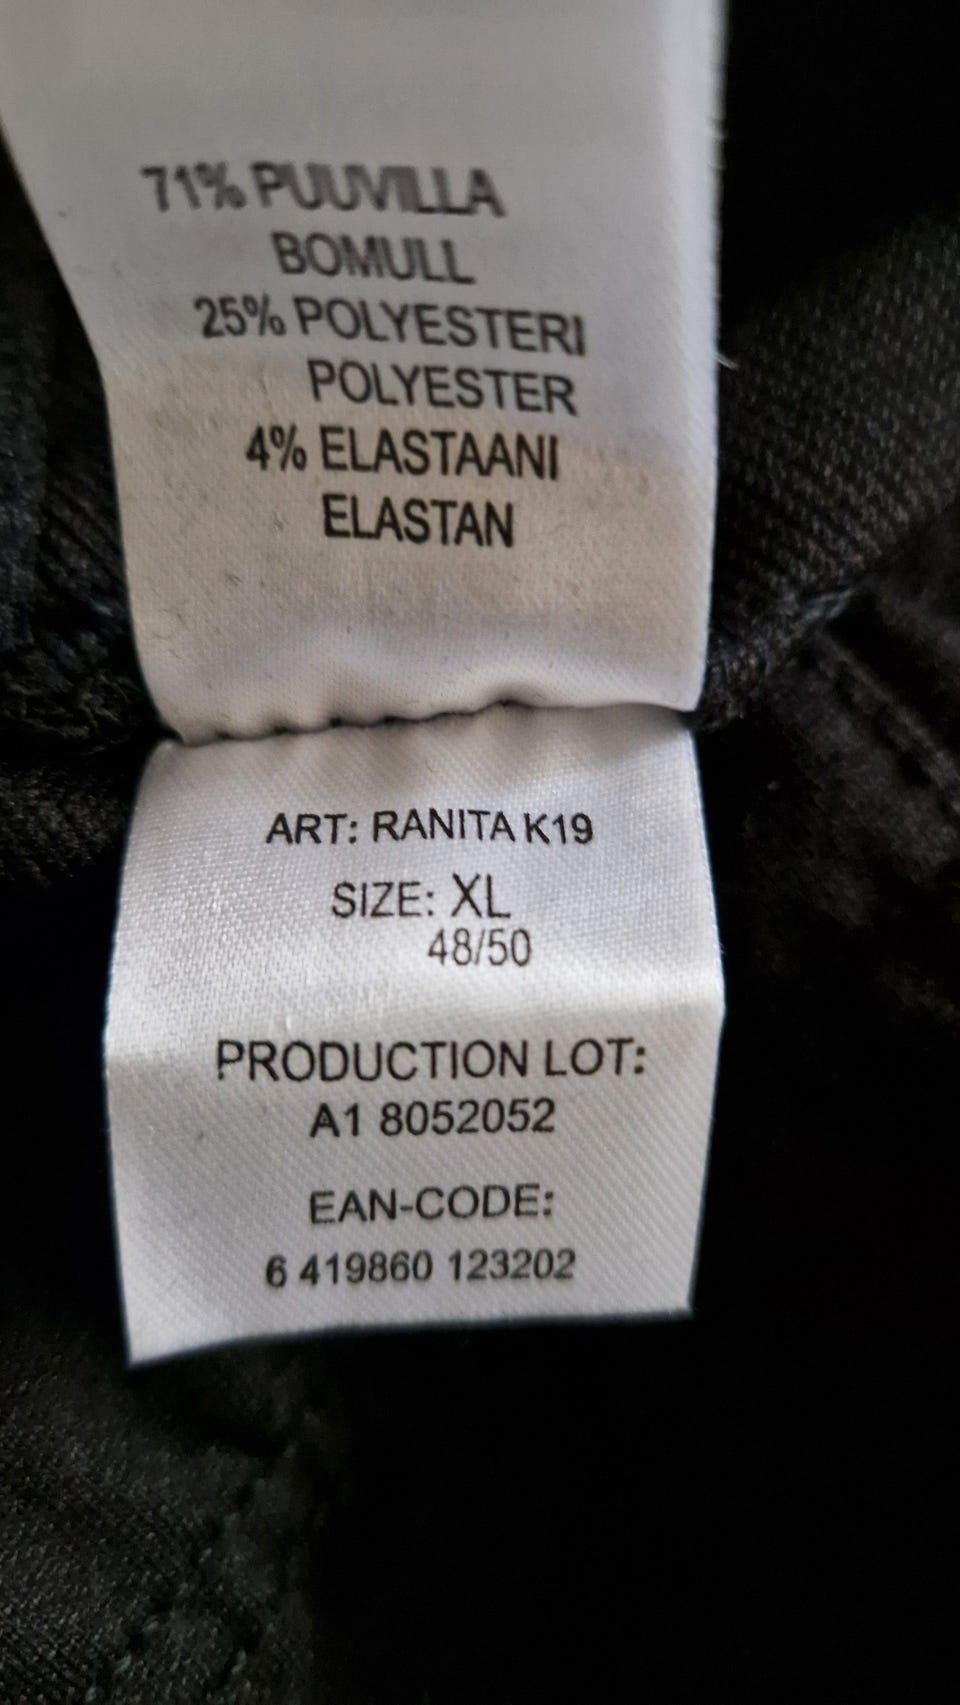 71% PUUVILLA
BOMULL
25% POLYESTERI
POLYESTER
4% ELASTAANI
ELASTAN
ART: RANITA K19
SIZE: XL
48/50
PRODUCTION LOT:
A1 8052052
EAN-CODE:
6 419860 123202